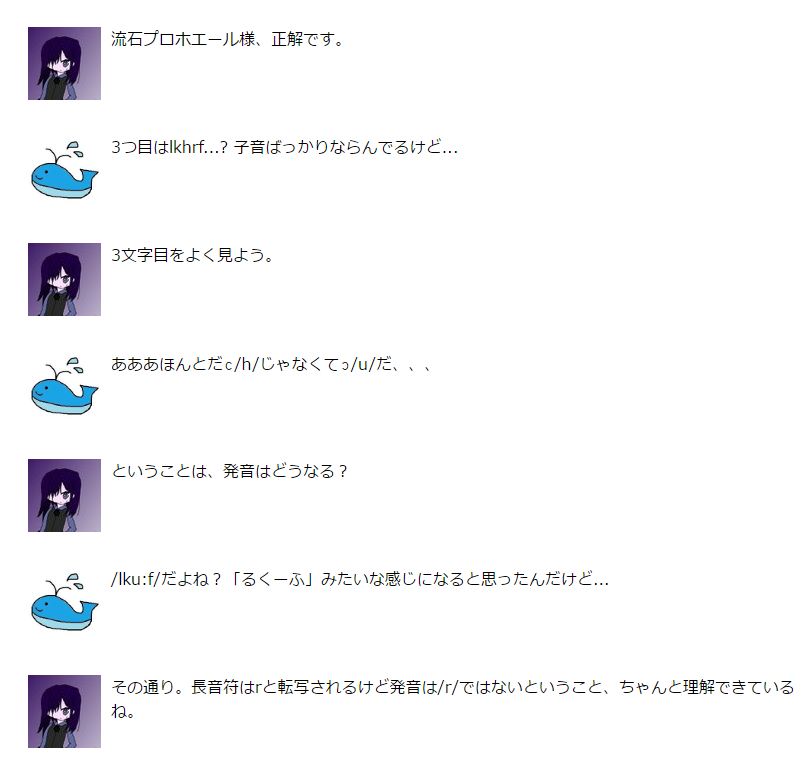 流石プロホエール様、正解です。
3つ目はlkhrf...? 子音ばっかりならんでるけど...
3文字目をよく見よう。
あああほんとだc/h/じゃなくてɔ/u/だ、、、
ということは、発音はどうなる？
/lku:f/だよね？「るくーふ」みたいな感じになると思ったんだけど...
その通り。長音符はrと転写されるけど発音は/r/ではないということ、ちゃんと理解できている
ね。